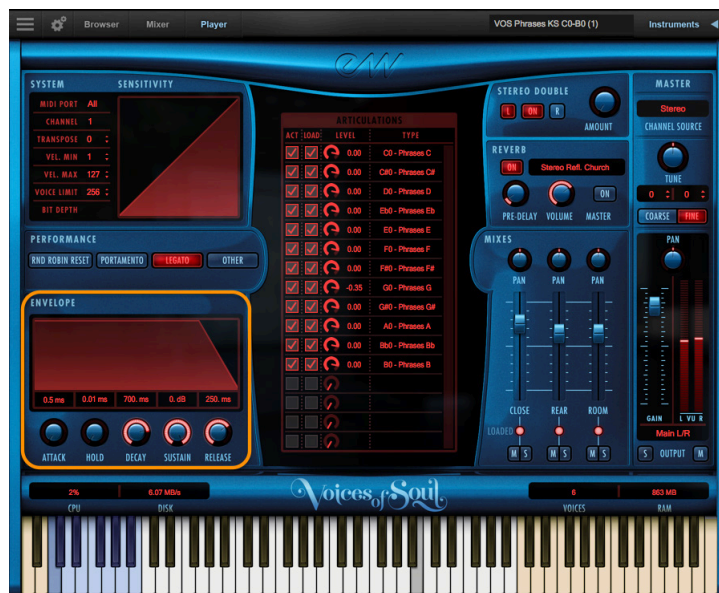 Browser Mixer Player VOS Phrases KS C0-B0 (1) Instruments
EW
SYSTEM SENSITIVITY
MIDI PORT All
CHANNEL 1
TRANSPOSE 0
VEL. MIN 1
VEL. MAX 127
VOICE LIMIT 256
BIT DEPTH
PERFORMANCE
RND ROBIN RESET PORTAMENTO LEGATO OTHER
ENVELOPE
0.5 ms 0.01 ms 700. ms 0. dB 250. ms
ATTACK HOLD DECAY SUSTAIN RELEASE
ARTICULATIONS
ACT LOAD LEVEL TYPE
0.00 C0 - Phrases C
0.00 C#0 - Phrases C#
0.00 D0 - Phrases D
0.00 Eb0 - Phrases Eb
0.00 E0 - Phrases E
0.00 F0 - Phrases F
0.00 F#0 - Phrases F#
-0.35 G0 - Phrases G
0.00 G#0 - Phrases G#
0.00 A0 - Phrases A
0.00 Bb0 - Phrases Bb
0.00 B0 - Phrases B
STEREO DOUBLE
L ON R
AMOUNT
REVERB
ON Stereo Refl. Church
ON
PRE-DELAY VOLUME MASTER
MIXES
PAN PAN PAN
CLOSE REAR ROOM
LOADED
M S M S M S
MASTER
Stereo
CHANNEL SOURCE
TUNE
0 0
COARSE FINE
PAN
GAIN L VU R
Main L/R
S OUTPUT M
2% 6.07 MB/s
CPU DISK
Voices of Soul
6 863 MB
VOICES RAM